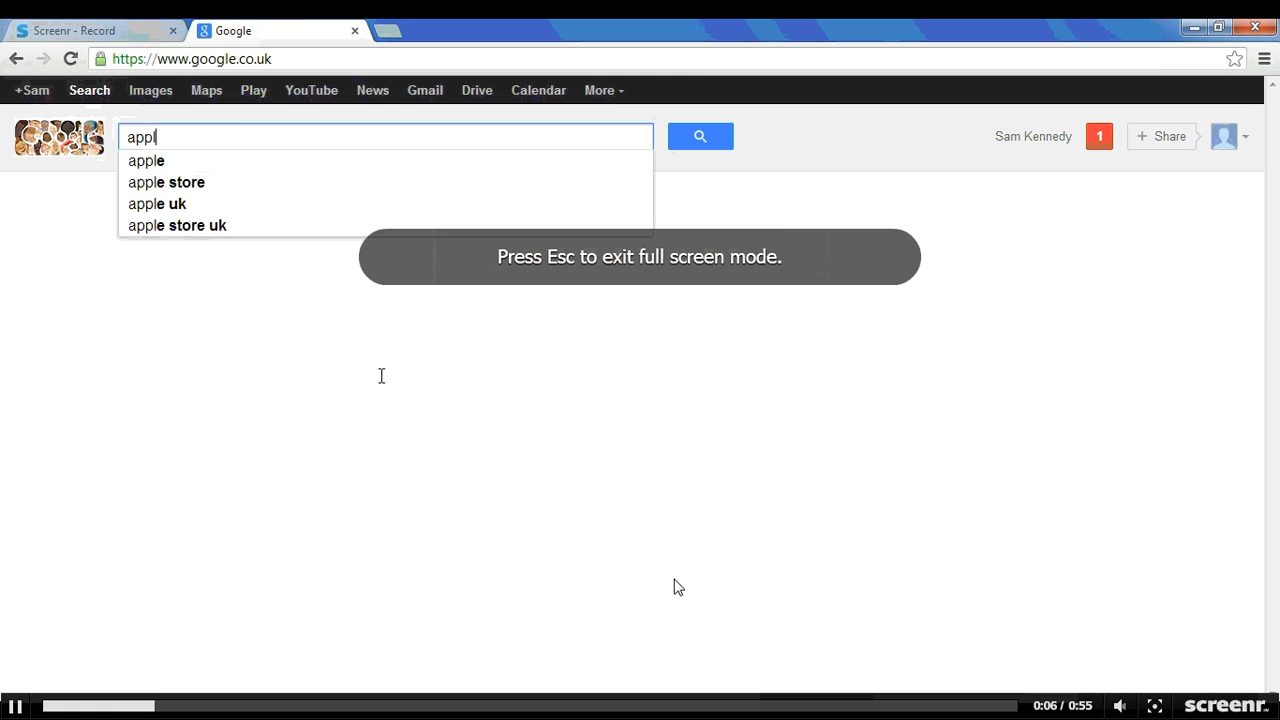 Screenr - Record
Google
https://www.google.co.uk
+Sam Search Images Maps Play YouTube News Gmail Drive Calendar More
appl
Sam Kennedy 1 + Share
apple
apple store
apple uk
apple store uk
Press Esc to exit full screen mode.
0:06 / 0:55 screenr